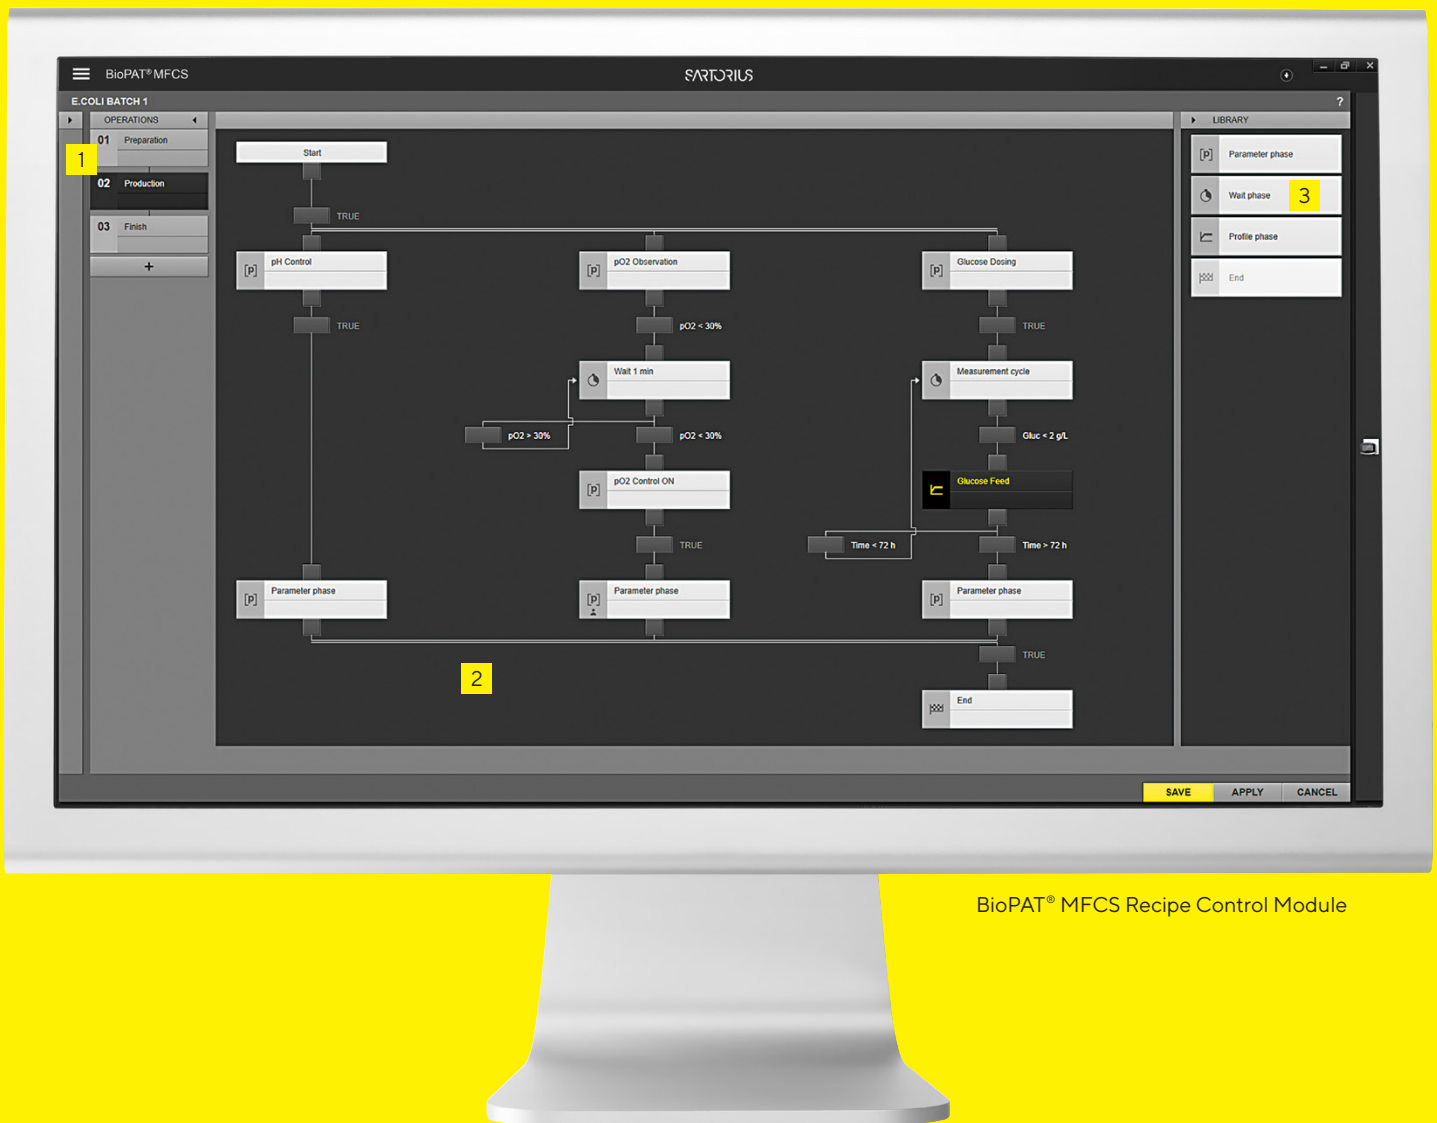 BioPAT® MFCS
SARTORIUS
E.COLI BATCH 1
?
OPERATIONS
LIBRARY
01 Preparation
1
02 Production
03 Finish
+
Start
TRUE
pH Control
pO2 Observation
Glucose Dosing
TRUE
pO2 < 30%
TRUE
Wait 1 min
Measurement cycle
pO2 > 30%
pO2 < 30%
Gluc < 2 g/L
pO2 Control ON
Glucose Feed
TRUE
Time < 72 h
Time > 72 h
Parameter phase
Parameter phase
Parameter phase
TRUE
2
End
[p] Parameter phase
Wait phase
3
Profile phase
End
[p]
[p]
[p]
[p]
[p]
[p]
[p]
SAVE
APPLY
CANCEL
BioPAT® MFCS Recipe Control Module